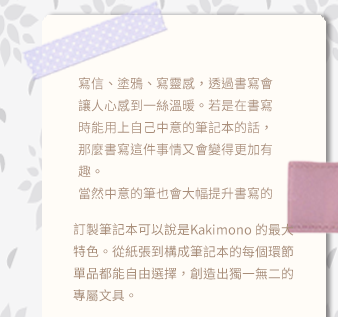 寫信、塗鴉、寫靈感，透過書寫會
讓人心感到一絲溫暖。若是在書寫
時能用上自己中意的筆記本的話，
那麼書寫這件事情又會變得更加有
趣。
當然中意的筆也會大幅提升書寫的
訂製筆記本可以說是Kakimono 的最大
特色。從紙張到構成筆記本的每個環節
單品都能自由選擇，創造出獨一無二的
專屬文具。